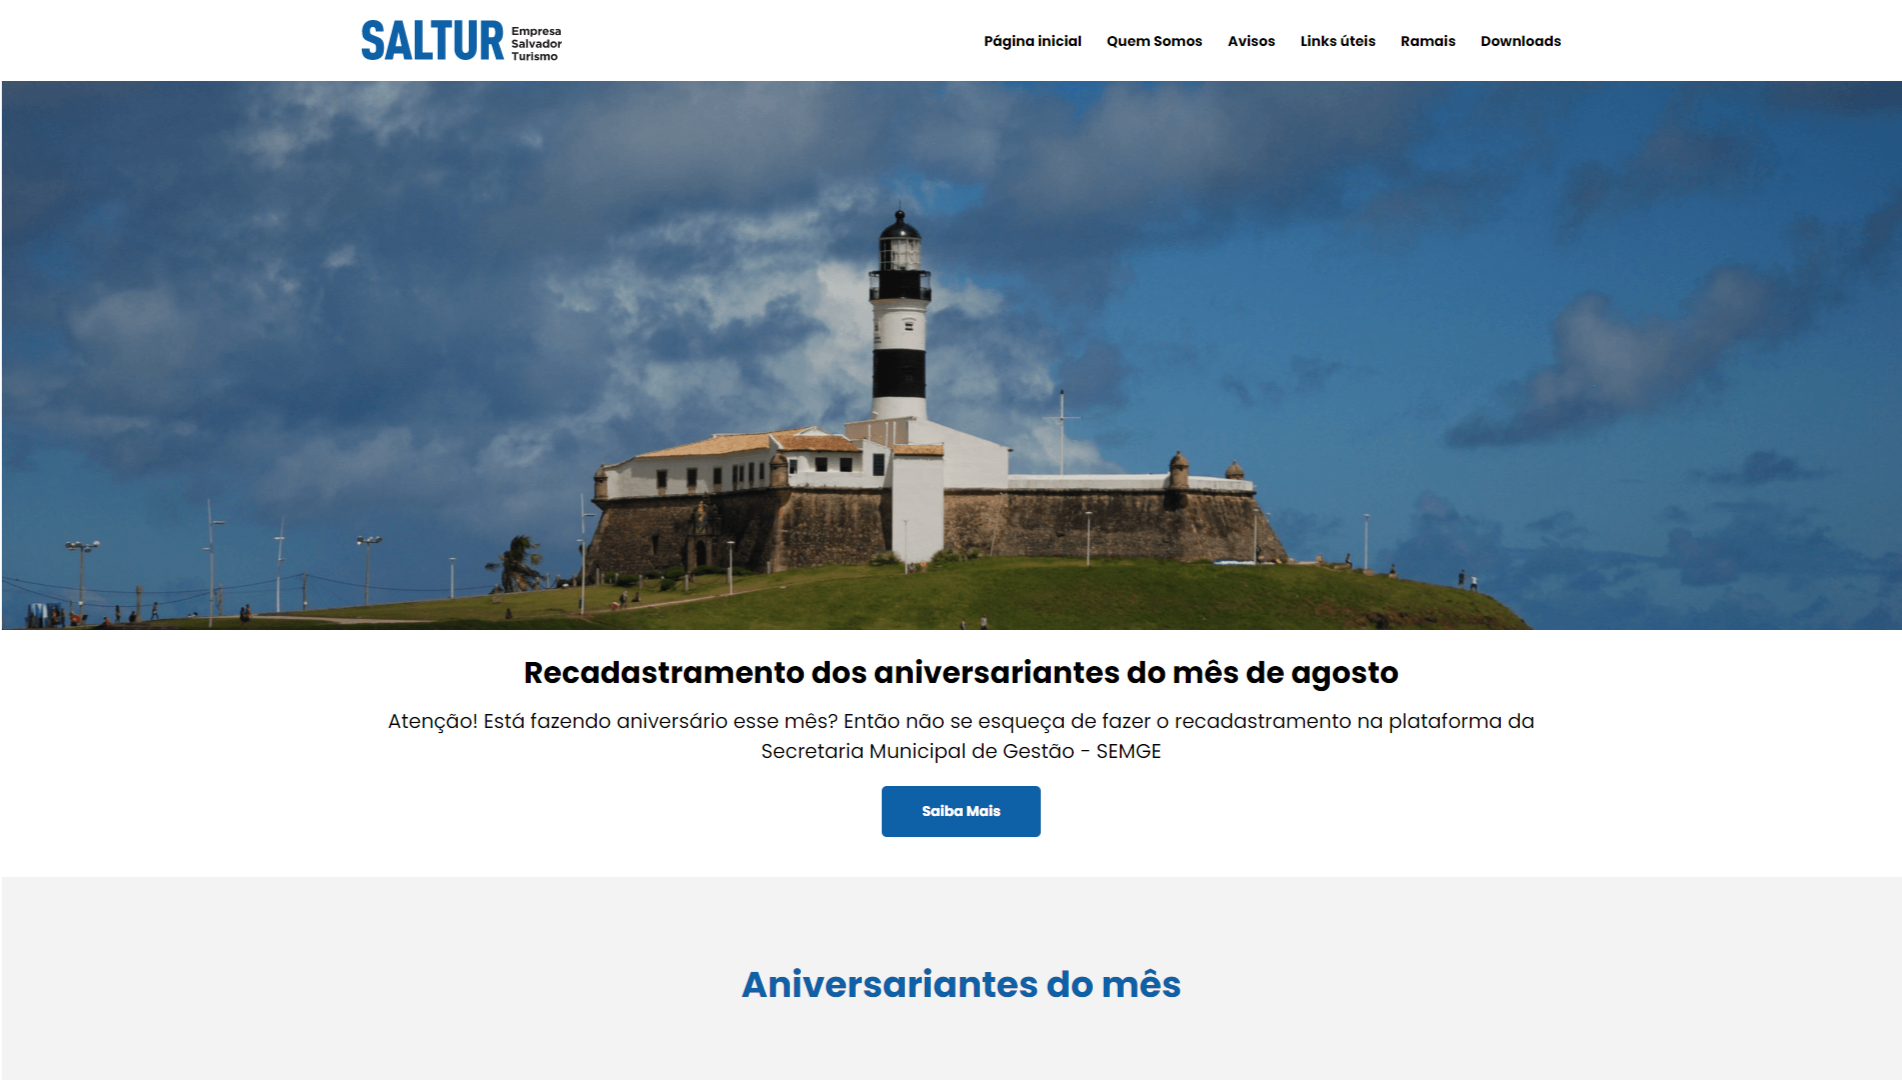 SALTUR
Empresa
Salvador
Turismo
Página inicial Quem Somos Avisos Links úteis Ramais Downloads
Recadastramento dos aniversariantes do mês de agosto
Atenção! Está fazendo aniversário esse mês? Então não se esqueça de fazer o recadastramento na plataforma da
Secretaria Municipal de Gestão - SEMGE
Saiba Mais
Aniversariantes do mês